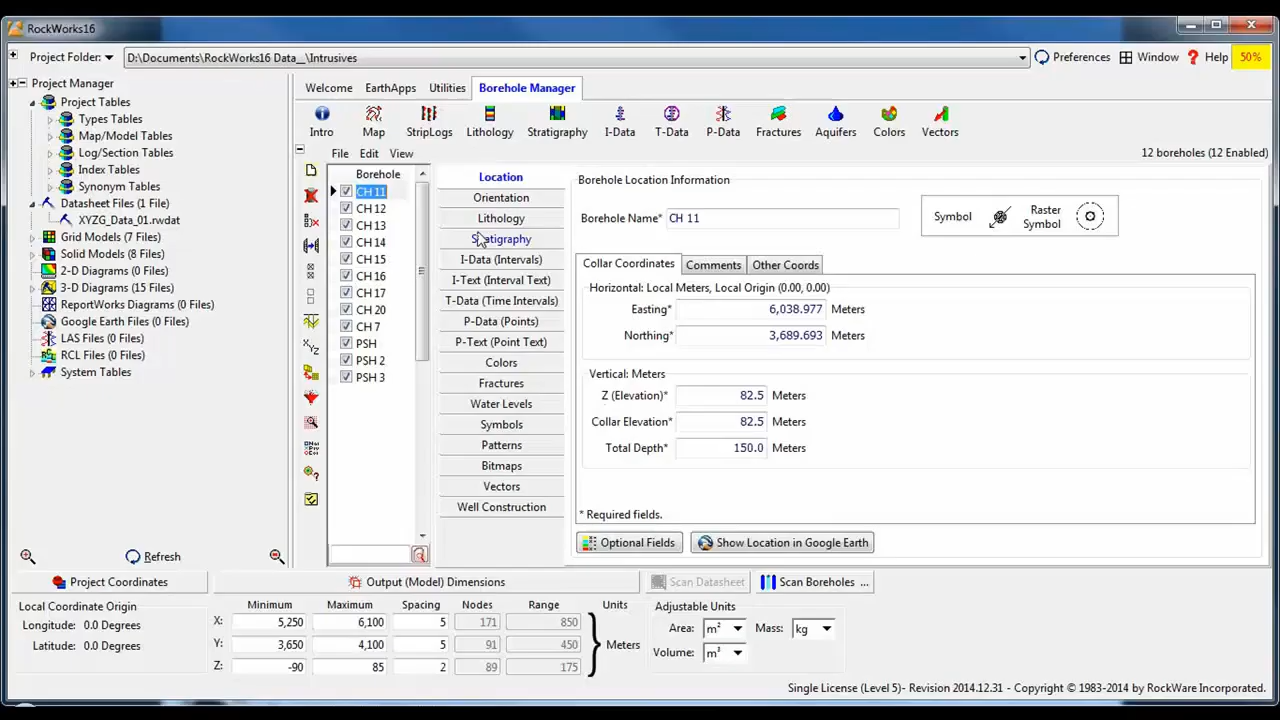 RockWorks16
Project Folder: D:\Documents\RockWorks16 Data__\Intrusives Preferences Window Help 50%
Project Manager
Project Tables
Types Tables
Map/Model Tables
Log/Section Tables
Index Tables
Synonym Tables
Datasheet Files (1 File)
XYZG_Data_01.rwdat
Grid Models (7 Files)
Solid Models (8 Files)
2-D Diagrams (0 Files)
3-D Diagrams (15 Files)
ReportWorks Diagrams (0 Files)
Google Earth Files (0 Files)
LAS Files (0 Files)
RCL Files (0 Files)
System Tables
Refresh
Welcome EarthApps Utilities Borehole Manager
Intro Map StripLogs Lithology Stratigraphy I-Data T-Data P-Data Fractures Aquifers Colors Vectors
File Edit View 12 boreholes (12 Enabled)
Borehole
CH 11
CH 12
CH 13
CH 14
CH 15
CH 16
CH 17
CH 20
CH 7
PSH
PSH 2
PSH 3
Location
Orientation
Lithology
Stratigraphy
I-Data (Intervals)
I-Text (Interval Text)
T-Data (Time Intervals)
P-Data (Points)
P-Text (Point Text)
Colors
Fractures
Water Levels
Symbols
Patterns
Bitmaps
Vectors
Well Construction
Borehole Location Information
Borehole Name* CH 11
Symbol Raster Symbol
Collar Coordinates Comments Other Coords
Horizontal: Local Meters, Local Origin (0.00, 0.00)
Easting* 6,038.977 Meters
Northing* 3,689.693 Meters
Vertical: Meters
Z (Elevation)* 82.5 Meters
Collar Elevation* 82.5 Meters
Total Depth* 150.0 Meters
* Required fields.
Optional Fields Show Location in Google Earth
Project Coordinates Output (Model) Dimensions Scan Datasheet Scan Boreholes ...
Local Coordinate Origin
Longitude: 0.0 Degrees
Latitude: 0.0 Degrees
Minimum Maximum Spacing Nodes Range Units
X: 5,250 6,100 5 171 850
Y: 3,650 4,100 5 91 450 Meters
Z: -90 85 2 89 175
Adjustable Units
Area: m² Mass: kg
Volume: m²
Single License (Level 5)- Revision 2014.12.31 - Copyright © 1983-2014 by RockWare Incorporated.